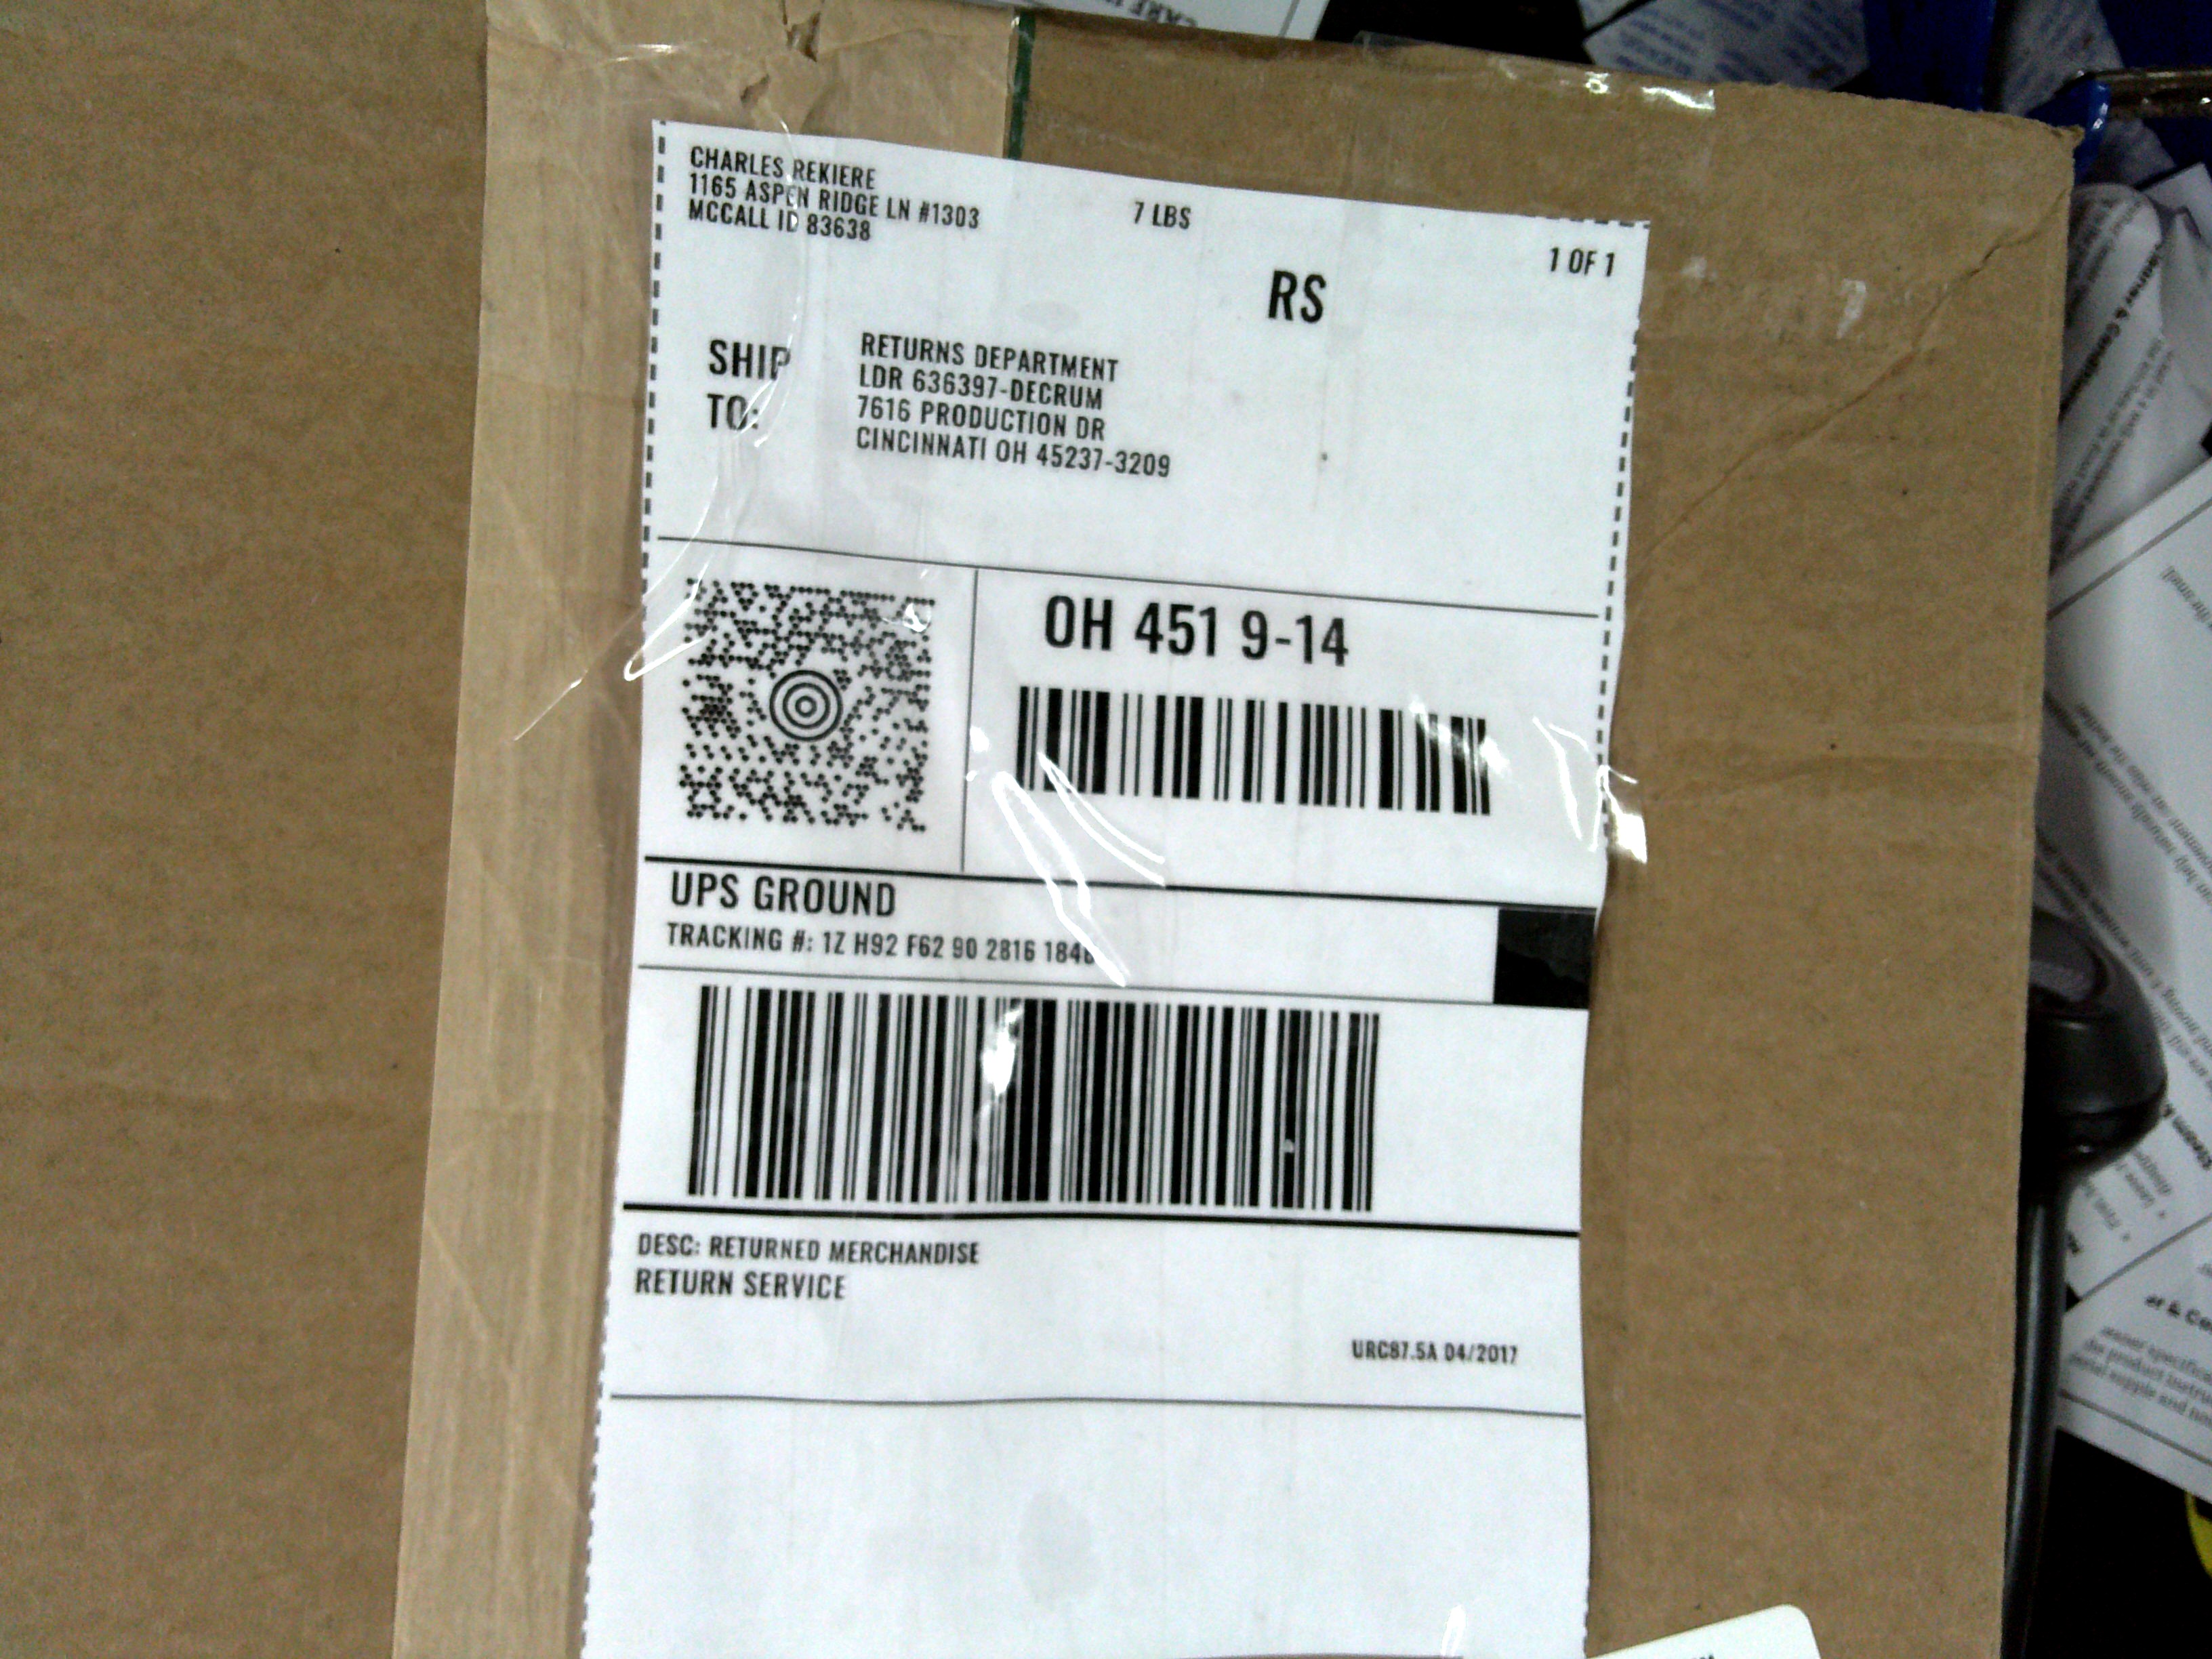 CHARLES REKIERE
1165 ASPEN RIDGE LN #1303
MCCALL ID 83638
7 LBS
1 OF 1
RS
SHIP
TO:
RETURNS DEPARTMENT
LDR 636397-DECRUM
7616 PRODUCTION DR
CINCINNATI OH 45237-3209
OH 451 9-14
UPS GROUND
TRACKING #: 1Z H92 F62 90 2816
DESC: RETURNED MERCHANDISE
RETURN SERVICE
URC87.5A 04/2017